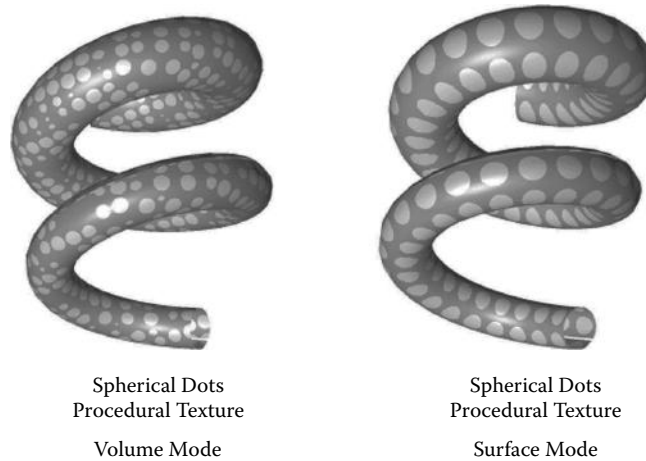 Spherical Dots
Procedural Texture
Volume Mode
Spherical Dots
Procedural Texture
Surface Mode